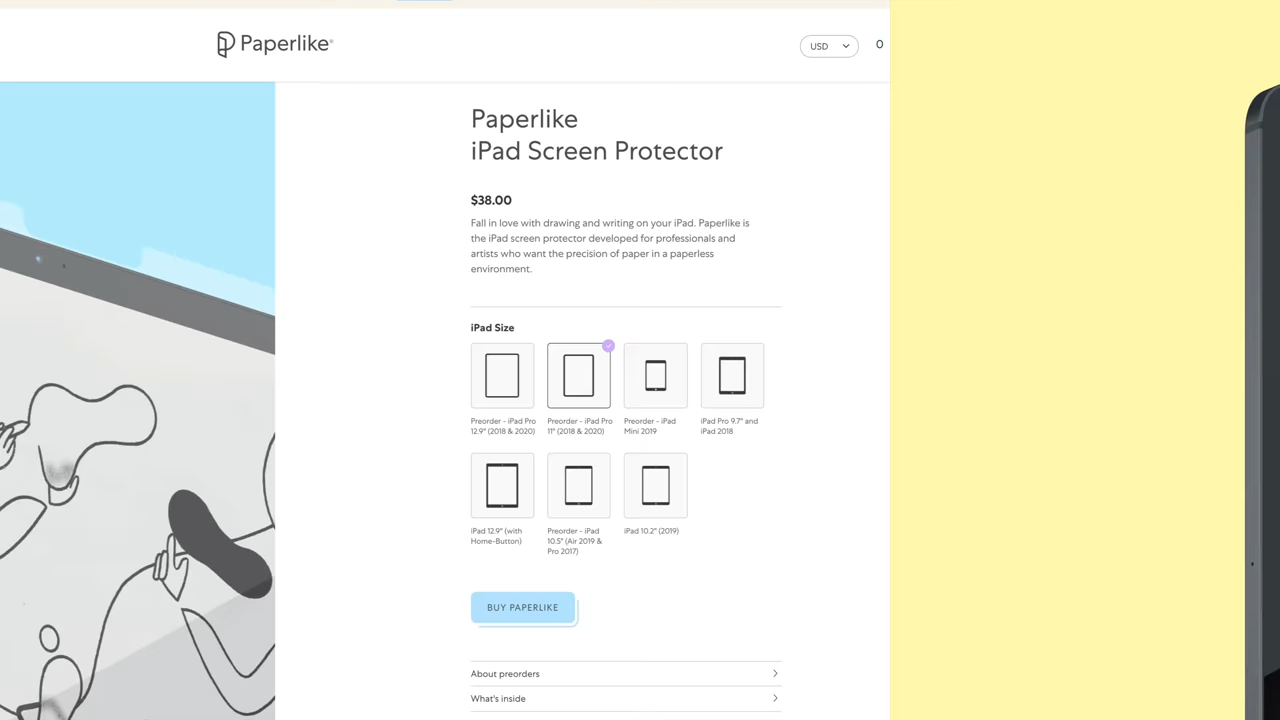 Paperlike®
USD
0
Paperlike
iPad Screen Protector
$38.00
Fall in love with drawing and writing on your iPad. Paperlike is
the iPad screen protector developed for professionals and
artists who want the precision of paper in a paperless
environment.
iPad Size
Preorder - iPad Pro
12.9" (2018 & 2020)
Preorder - iPad Pro
11" (2018 & 2020)
Preorder - iPad
Mini 2019
iPad Pro 9.7" and
iPad 2018
iPad 12.9" (with
Home-Button)
Preorder - iPad
10.5" (Air 2019 &
Pro 2017)
iPad 10.2" (2019)
BUY PAPERLIKE
About preorders
What's inside